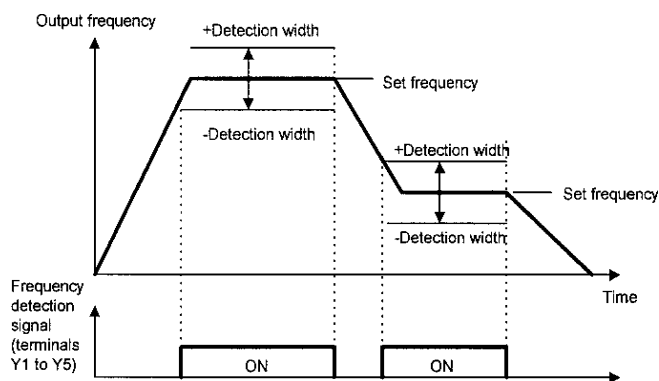 Output frequency
+Detection width
Set frequency
-Detection width
+Detection width
Set frequency
-Detection width
Time
Frequency
detection
signal
(terminals
Y1 to Y5)
ON
ON